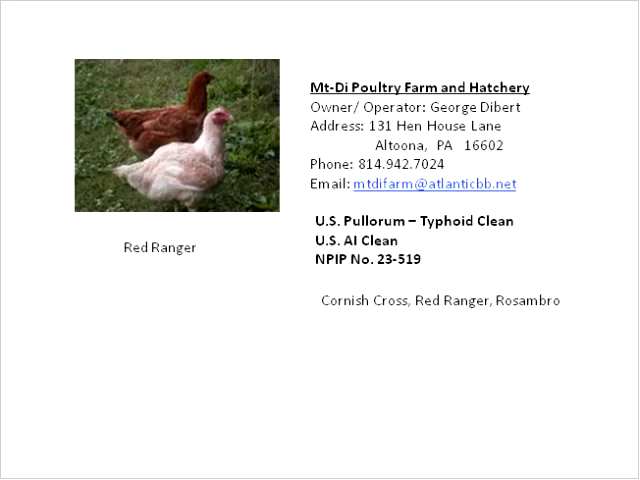 Mt-Di Poultry Farm and Hatchery
Owner/ Operator: George Dibert
Address: 131 Hen House Lane
Altoona, PA 16602
Phone: 814.942.7024
Email: mtdifarm@atlanticbb.net
U.S. Pullorum – Typhoid Clean
U.S. AI Clean
NPIP No. 23-519
Red Ranger
Cornish Cross, Red Ranger, Rosambro